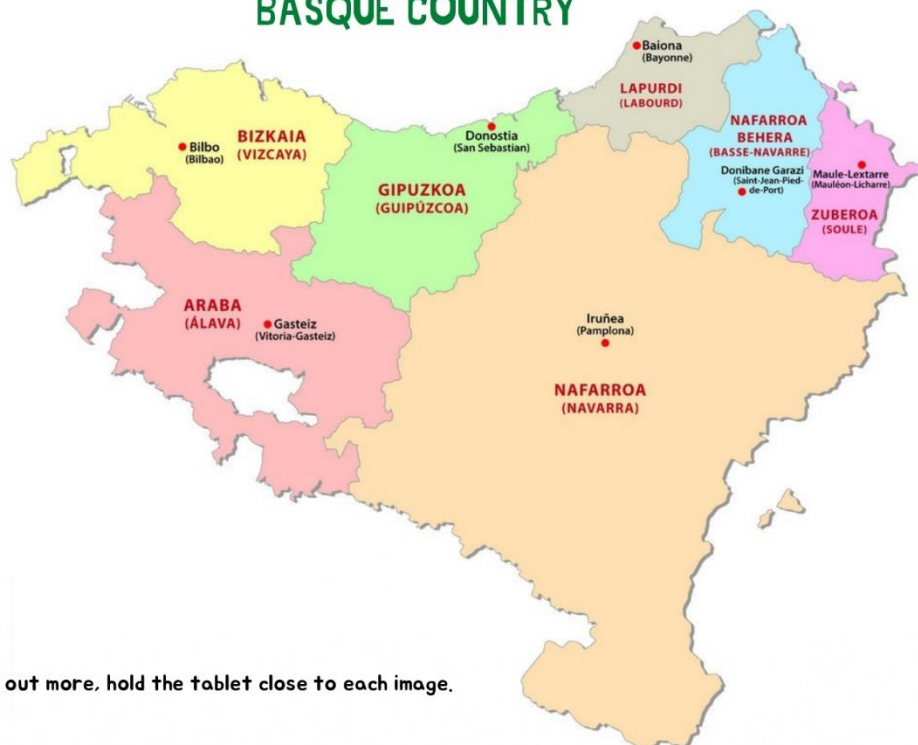 BASQUE COUNTRY
Baiona
(Bayonne)
LAPURDI
(LABOURD)
BIZKAIA
(VIZCAYA)
Bilbo
(Bilbao)
Donostia
(San Sebastian)
GIPUZKOA
(GUIPÚZCOA)
NAFARROA
BEHERA
(BASSE-NAVARRE)
Donibane Garazi
(Saint-Jean-Pied-
de-Port)
Maule-Lextarre
(Mauléon-Licharre)
ZUBEROA
(SOULE)
ARABA
(ÁLAVA)
Gasteiz
(Vitoria-Gasteiz)
Iruñea
(Pamplona)
NAFARROA
(NAVARRA)
out more, hold the tablet close to each image.